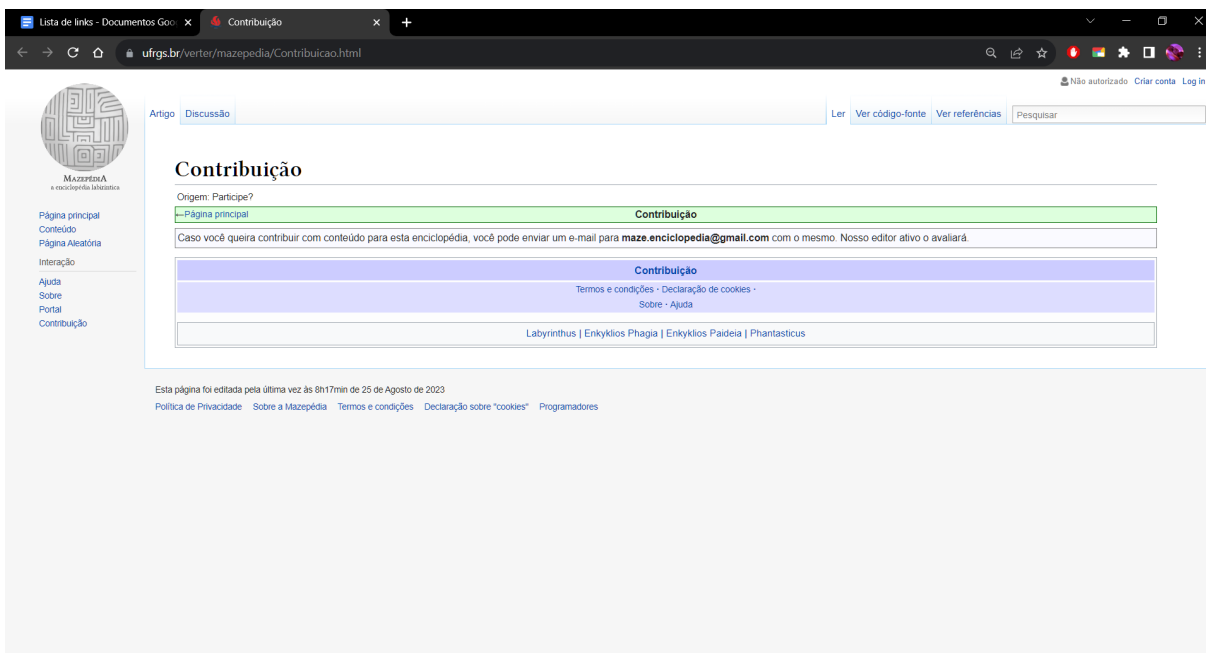 Lista de links - Documentos Goo
Contribuição
ufrgs.br/verter/mazepedia/Contribuicao.html
Não autorizado Criar conta Log in
Artigo Discussão
Ler Ver código-fonte Ver referências Pesquisar
MAZEPÉDIA
a enciclopédia labiríntica
Página principal
Conteúdo
Página Aleatória
Interação
Ajuda
Sobre
Portal
Contribuição
Contribuição
Origem: Participe?
←Página principal Contribuição
Caso você queira contribuir com conteúdo para esta enciclopédia, você pode enviar um e-mail para maze.enciclopedia@gmail.com com o mesmo. Nosso editor ativo o avaliará.
Contribuição
Termos e condições · Declaração de cookies ·
Sobre · Ajuda
Labyrinthus | Enkyklios Phagia | Enkyklios Paideia | Phantasticus
Esta página foi editada pela última vez às 8h17min de 25 de Agosto de 2023
Política de Privacidade Sobre a Mazepédia Termos e condições Declaração sobre "cookies" Programadores